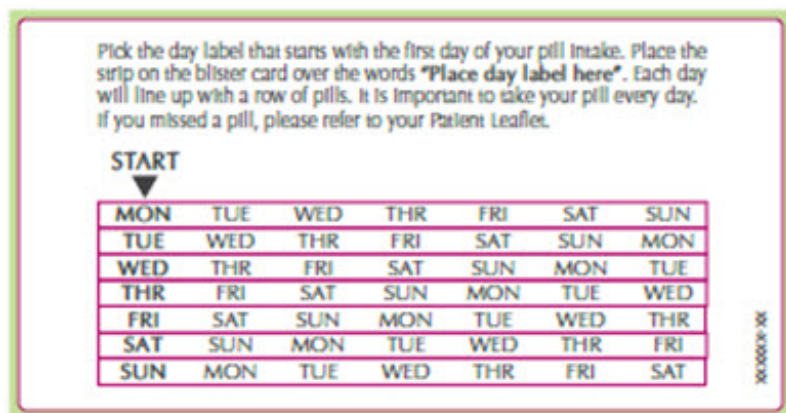 Pick the day label that starts with the first day of your pill intake. Place the
strip on the blister card over the words "Place day label here". Each day
will line up with a row of pills. It is important to take your pill every day.
If you missed a pill, please refer to your Patient Leaflet.
START
MON TUE WED THR FRI SAT SUN
TUE WED THR FRI SAT SUN MON
WED THR FRI SAT SUN MON TUE
THR FRI SAT SUN MON TUE WED
FRI SAT SUN MON TUE WED THR
SAT SUN MON TUE WED THR FRI
SUN MON TUE WED THR FRI SAT